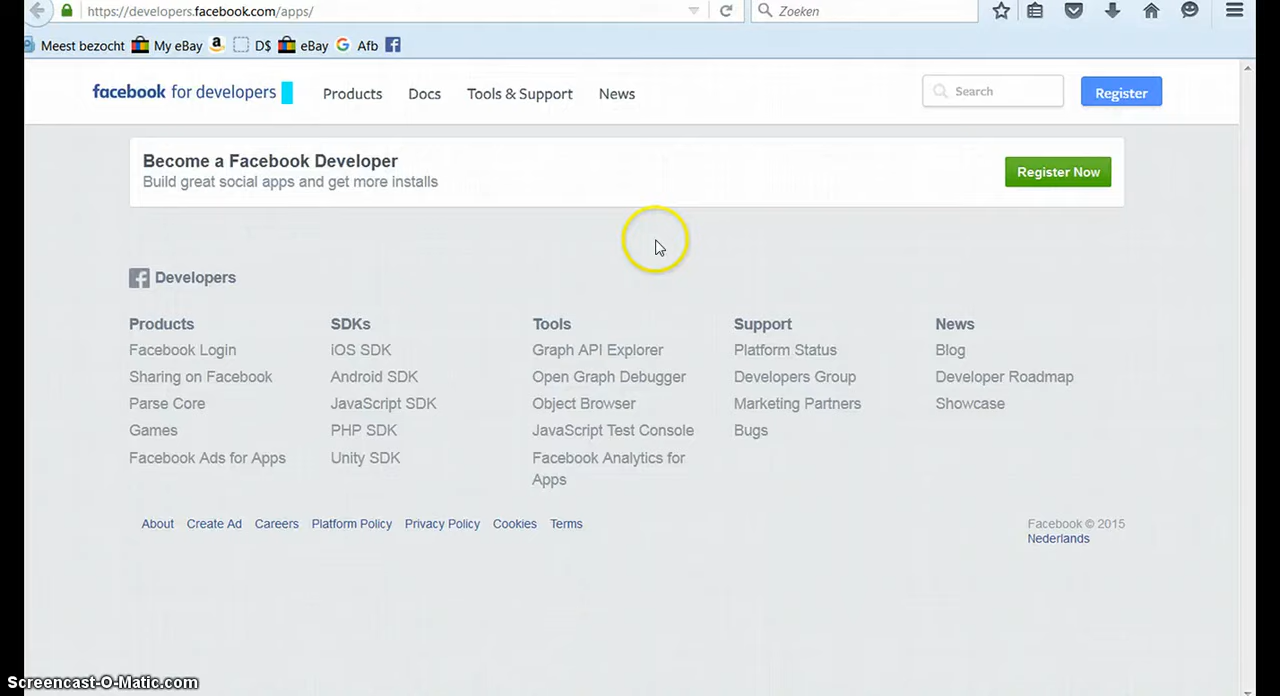 https://developers.facebook.com/apps/
Zoeken
Meest bezocht My eBay D$ eBay Afb
facebook for developers Products Docs Tools & Support News Search Register
Become a Facebook Developer
Build great social apps and get more installs
Register Now
Developers
Products
Facebook Login
Sharing on Facebook
Parse Core
Games
Facebook Ads for Apps
SDKs
iOS SDK
Android SDK
JavaScript SDK
PHP SDK
Unity SDK
Tools
Graph API Explorer
Open Graph Debugger
Object Browser
JavaScript Test Console
Facebook Analytics for
Apps
Support
Platform Status
Developers Group
Marketing Partners
Bugs
News
Blog
Developer Roadmap
Showcase
About Create Ad Careers Platform Policy Privacy Policy Cookies Terms
Facebook © 2015
Nederlands
Screencast-O-Matic.com